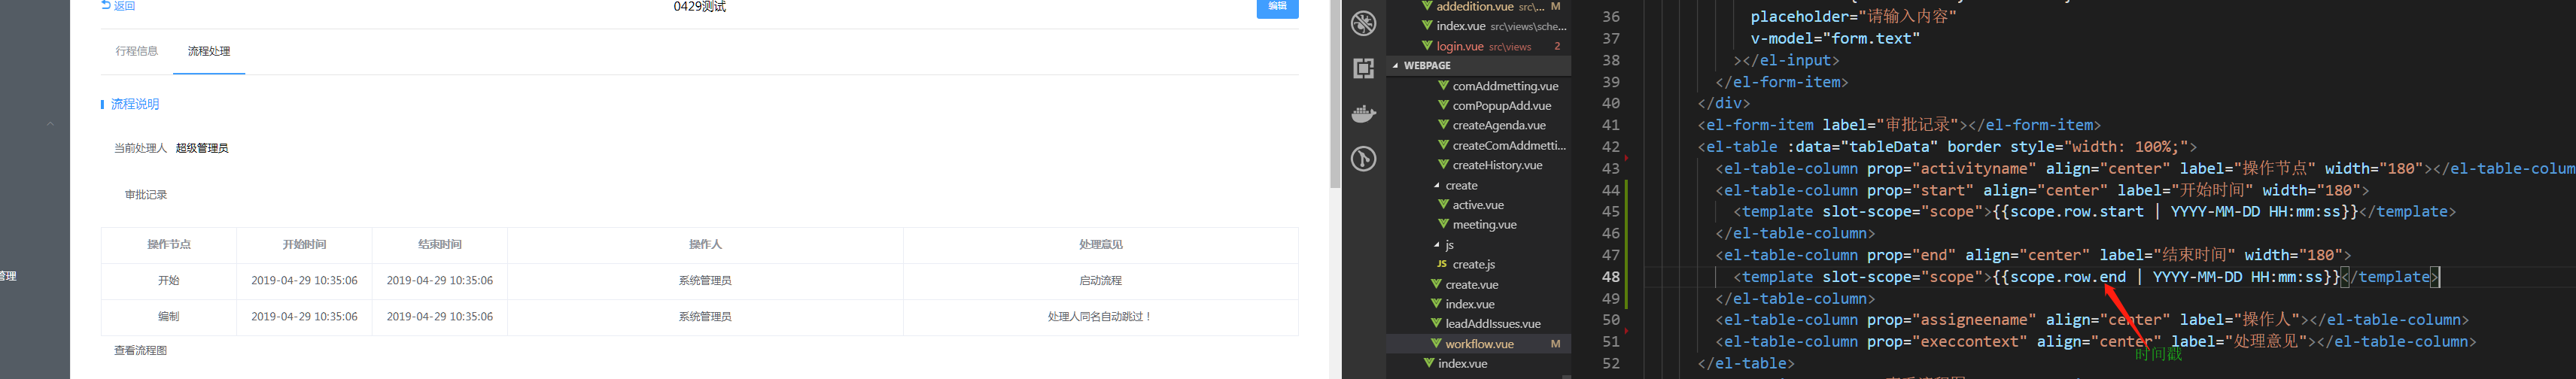 返回
0429测试
编辑
行程信息
流程处理
流程说明
当前处理人 超级管理员
审批记录
操作节点 开始时间 结束时间 操作人 处理意见
开始 2019-04-29 10:35:06 2019-04-29 10:35:06 系统管理员 启动流程
编制 2019-04-29 10:35:06 2019-04-29 10:35:06 系统管理员 处理人同名自动跳过！
查看流程图
管理
addedition.vue src\... M
index.vue src\views\sche...
login.vue src\views 2
WEBPAGE
comAddmetting.vue
comPopupAdd.vue
createAgenda.vue
createComAddmetti...
createHistory.vue
create
active.vue
meeting.vue
js
JS create.js
create.vue
index.vue
leadAddIssues.vue
workflow.vue M
index.vue
36 placeholder="请输入内容"
37 v-model="form.text"
38 ></el-input>
39 </el-form-item>
40 </div>
41 <el-form-item label="审批记录"></el-form-item>
42 <el-table :data="tableData" border style="width: 100%;">
43 <el-table-column prop="activityname" align="center" label="操作节点" width="180"></el-table-colum
44 <el-table-column prop="start" align="center" label="开始时间" width="180">
45 <template slot-scope="scope">{{scope.row.start | YYYY-MM-DD HH:mm:ss}}</template>
46 </el-table-column>
47 <el-table-column prop="end" align="center" label="结束时间" width="180">
48 <template slot-scope="scope">{{scope.row.end | YYYY-MM-DD HH:mm:ss}}</template>
49 </el-table-column>
50 <el-table-column prop="assigneename" align="center" label="操作人"></el-table-column>
51 <el-table-column prop="execcontext" align="center" label="处理意见"></el-table-column>
时间戳
52 </el-table>